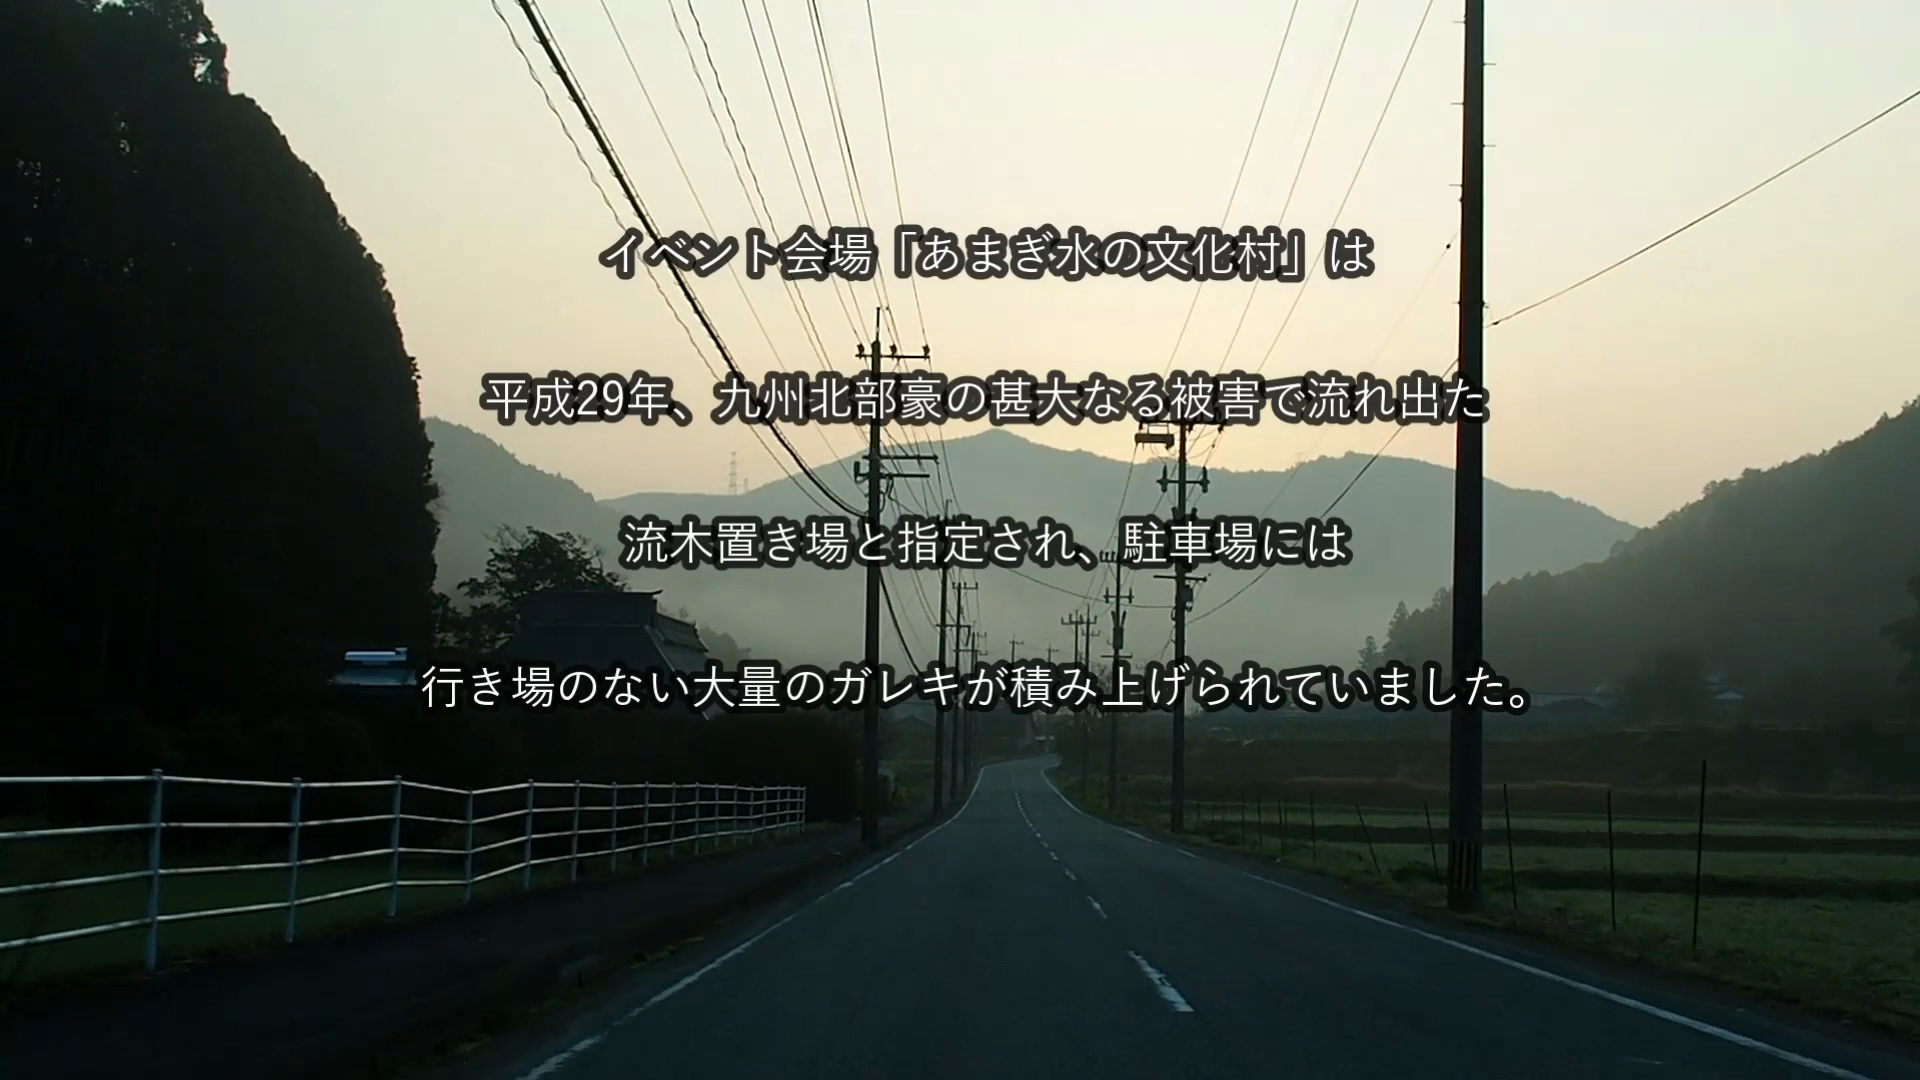 イベント会場「あまぎ水の文化村」は
平成29年、九州北部豪の甚大なる被害で流れ出た
流木置き場と指定され、駐車場には
行き場のない大量のガレキが積み上げられていました。